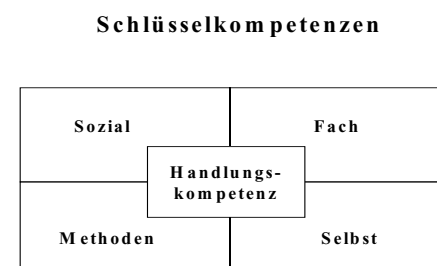 Schlüsselkompetenzen
Sozial
Fach
Handlungs-
kompetenz
Methoden
Selbst